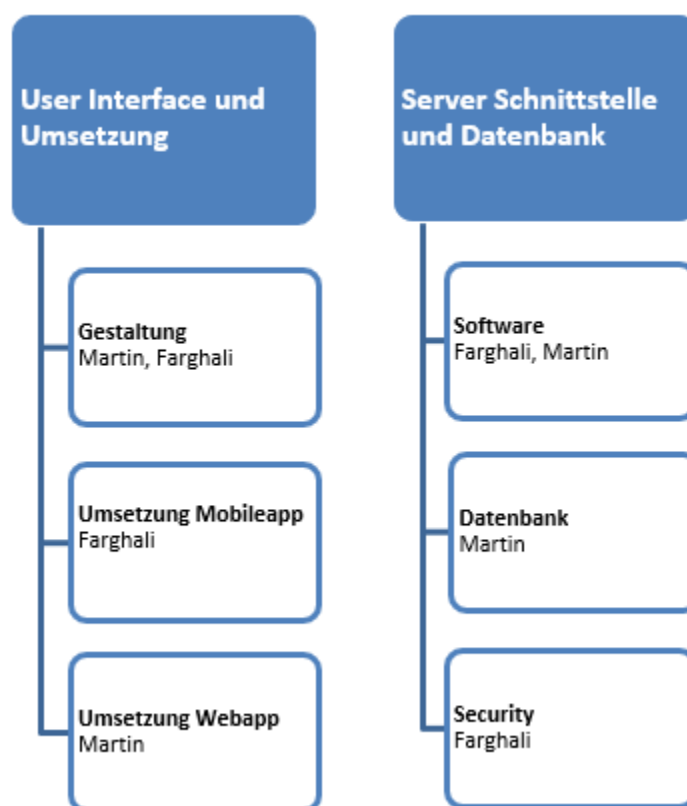 User Interface und
Umsetzung
Gestaltung
Martin, Farghali
Umsetzung Mobileapp
Farghali
Umsetzung Webapp
Martin
Server Schnittstelle
und Datenbank
Software
Farghali, Martin
Datenbank
Martin
Security
Farghali